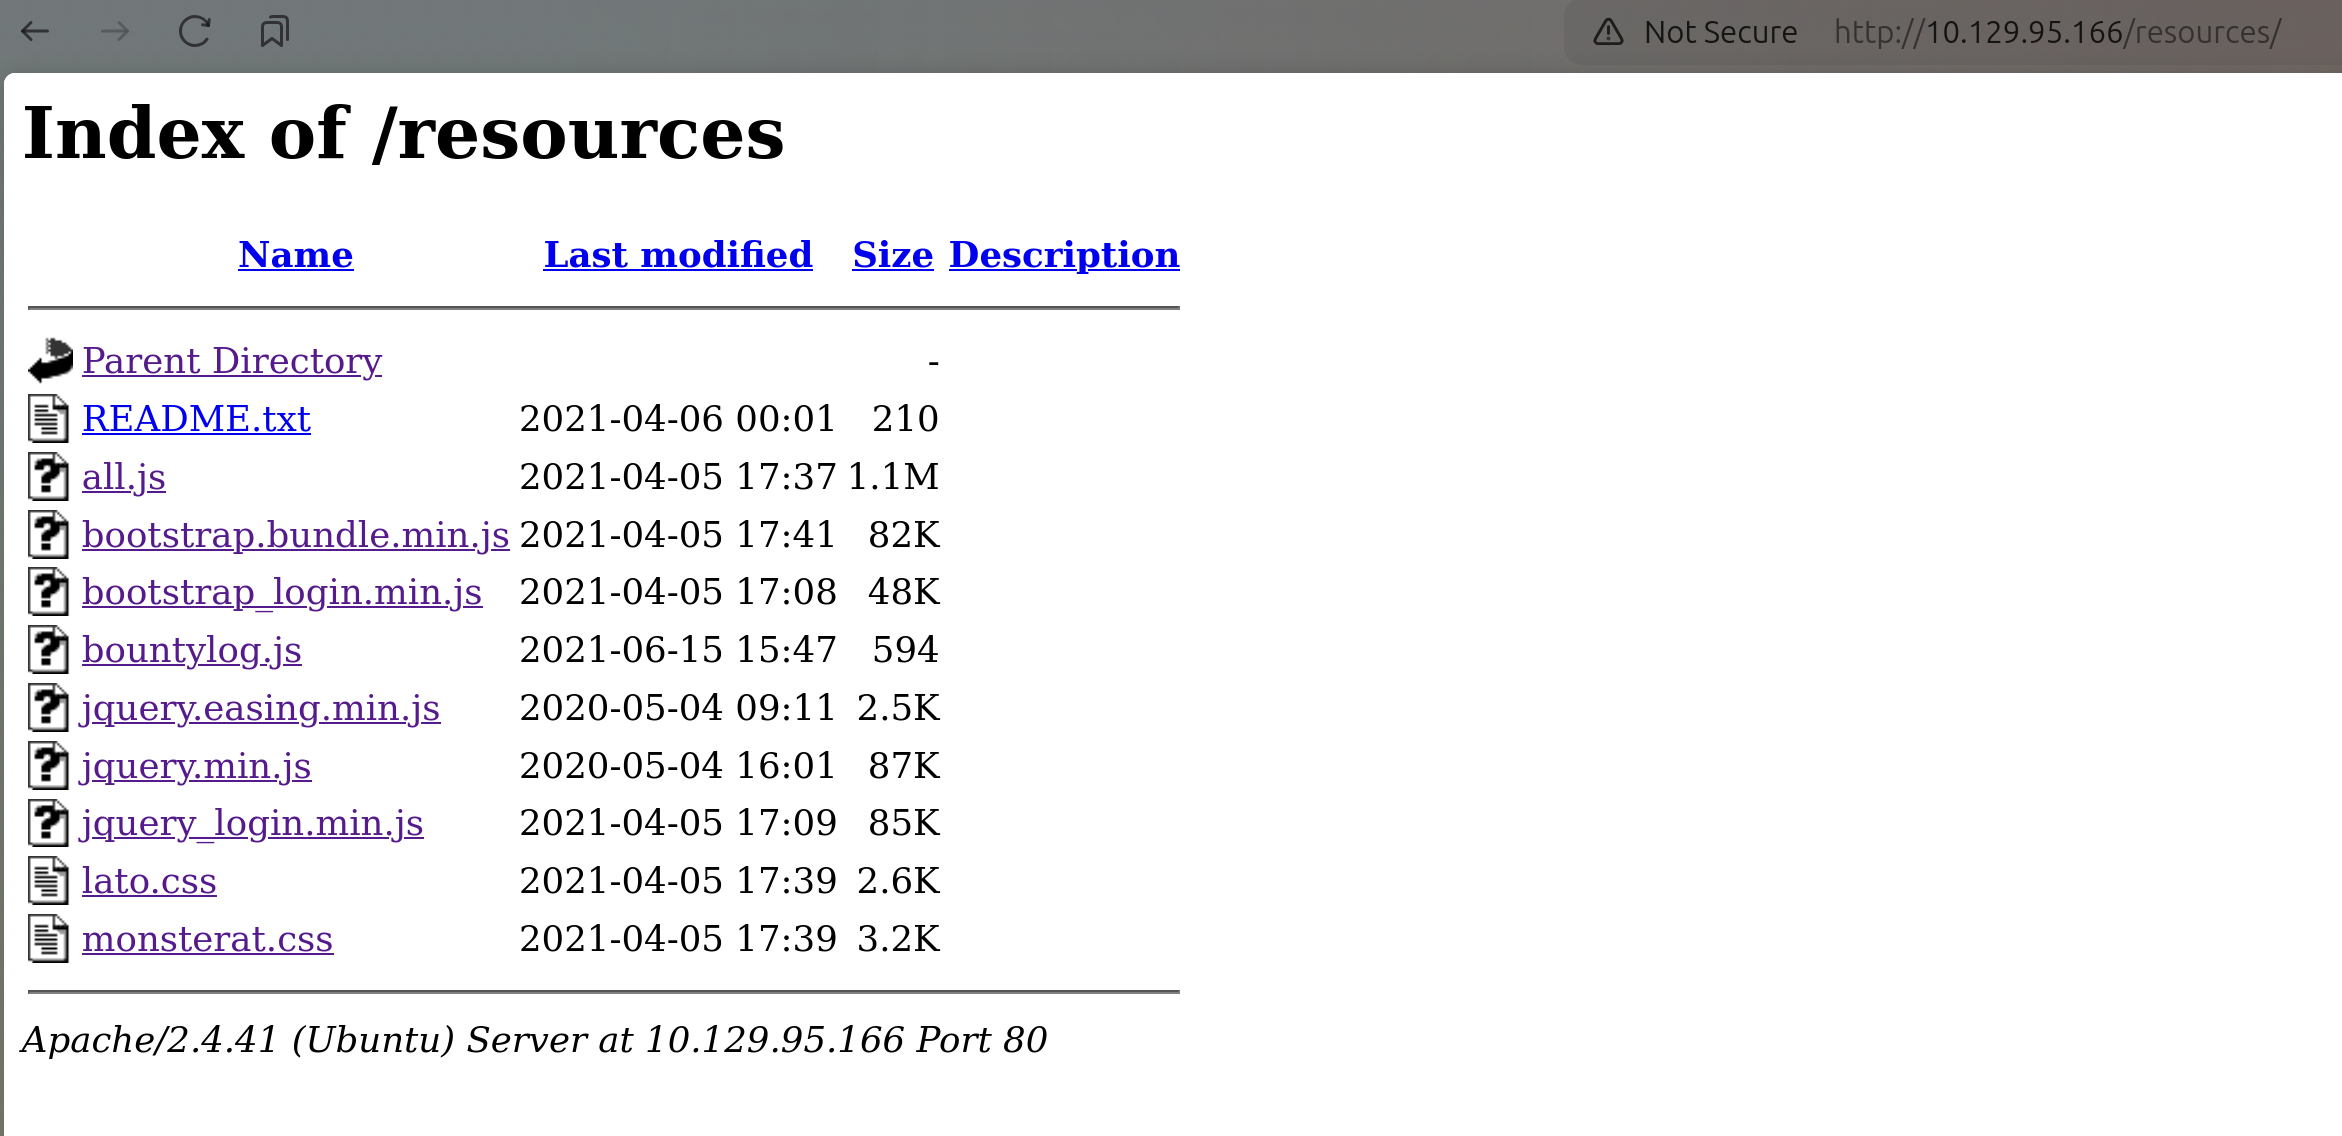 Not Secure http://10.129.95.166/resources/
Index of /resources
Name Last modified Size Description
Parent Directory -
README.txt 2021-04-06 00:01 210
all.js 2021-04-05 17:37 1.1M
bootstrap.bundle.min.js 2021-04-05 17:41 82K
bootstrap_login.min.js 2021-04-05 17:08 48K
bountylog.js 2021-06-15 15:47 594
jquery.easing.min.js 2020-05-04 09:11 2.5K
jquery.min.js 2020-05-04 16:01 87K
jquery_login.min.js 2021-04-05 17:09 85K
lato.css 2021-04-05 17:39 2.6K
monsterat.css 2021-04-05 17:39 3.2K
Apache/2.4.41 (Ubuntu) Server at 10.129.95.166 Port 80